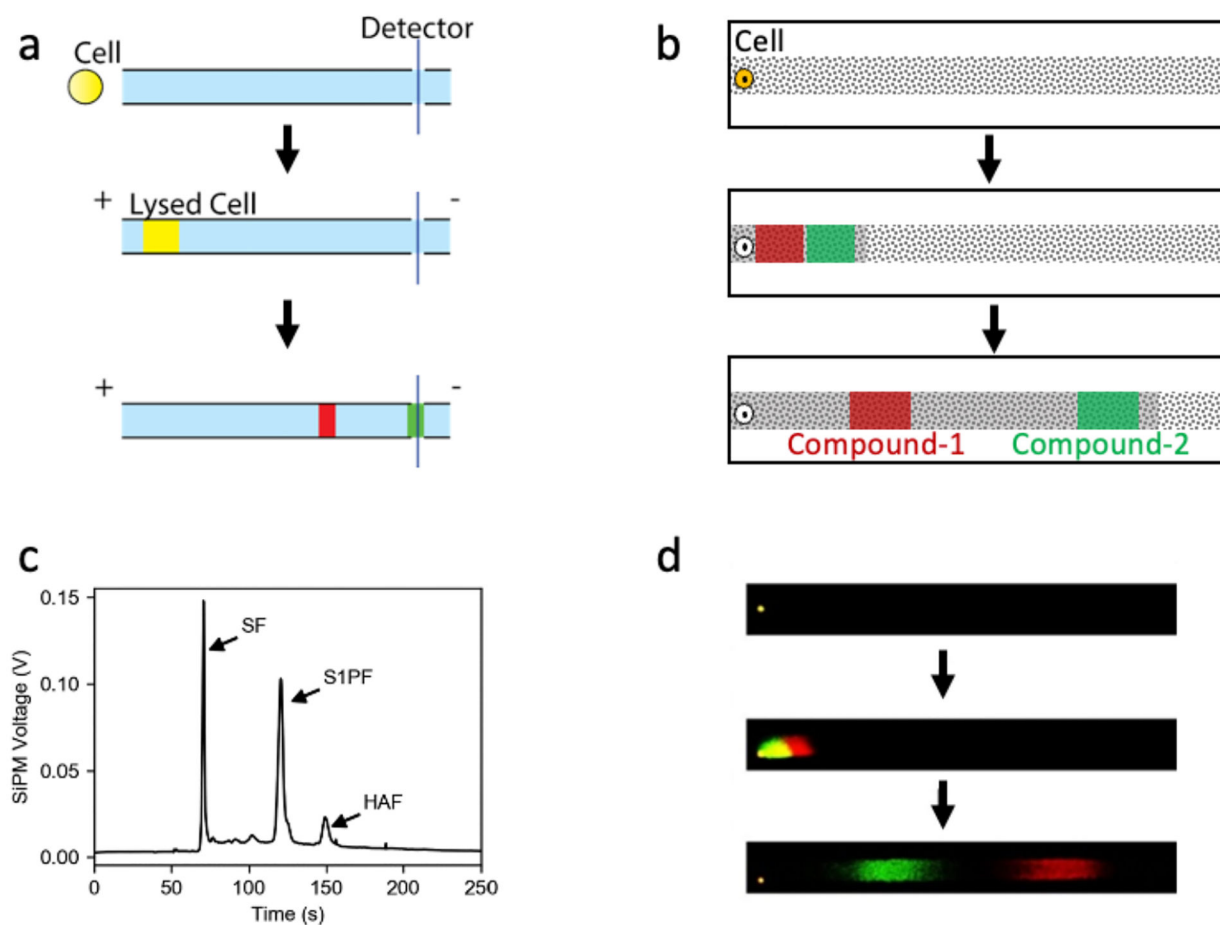 a
Detector
Cell
+ Lysed Cell -
+ -
b
Cell
Compound-1 Compound-2
c
SiPM Voltage (V)
0.15
0.10
0.05
0.00
SF
S1PF
HAF
0 50 100 150 200 250
Time (s)
d